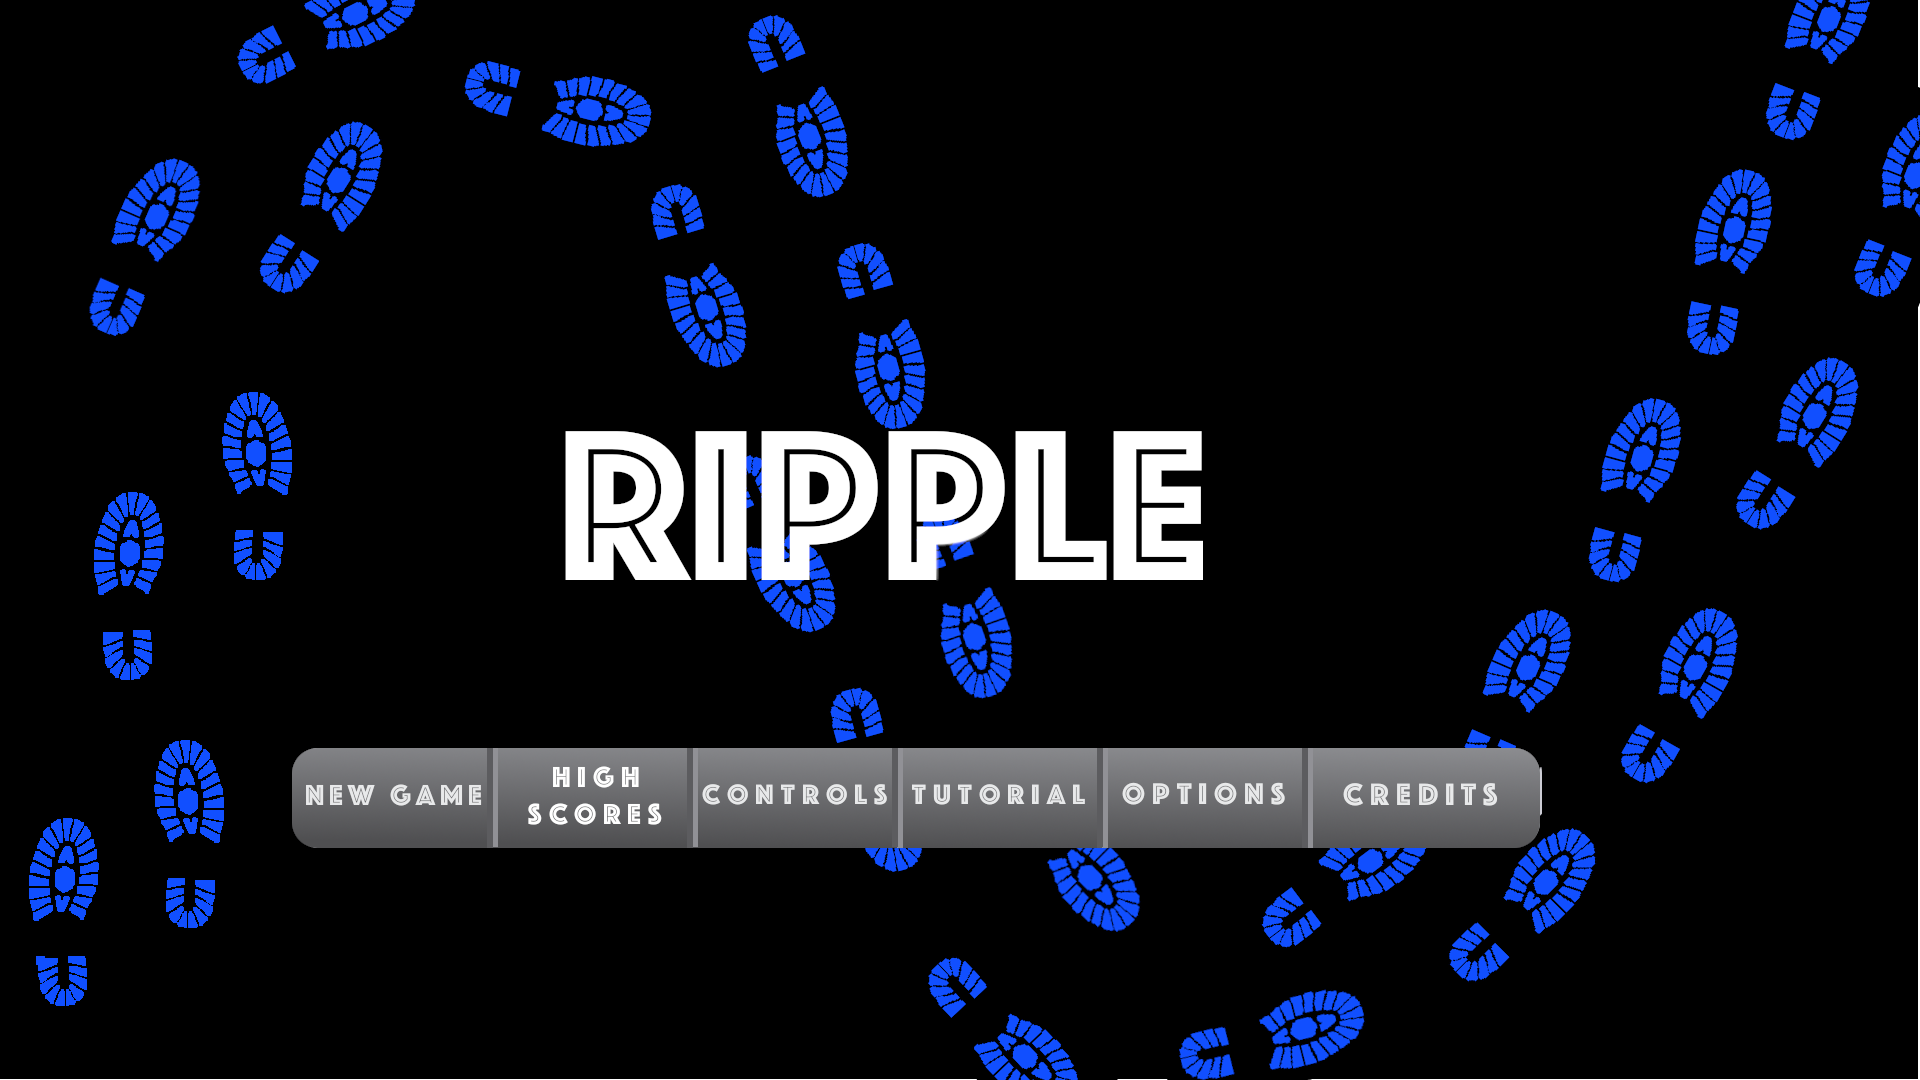 RIPPLE
NEW GAME
HIGH
SCORES
CONTROLS
TUTORIAL
OPTIONS
CREDITS